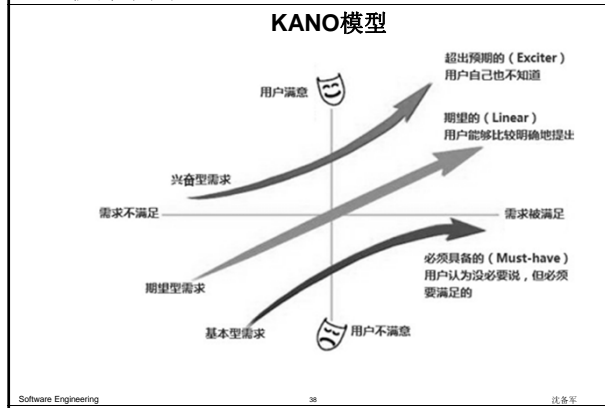 KANO模型
超出预期的（Exciter）
用户自己也不知道
用户满意
期望的（Linear）
用户能够比较明确地提出
兴奋型需求
需求不满足
需求被满足
必须具备的（Must-have）
用户认为没必要说，但必须
要满足的
期望型需求
基本型需求
用户不满意
Software Engineering
38
沈备军